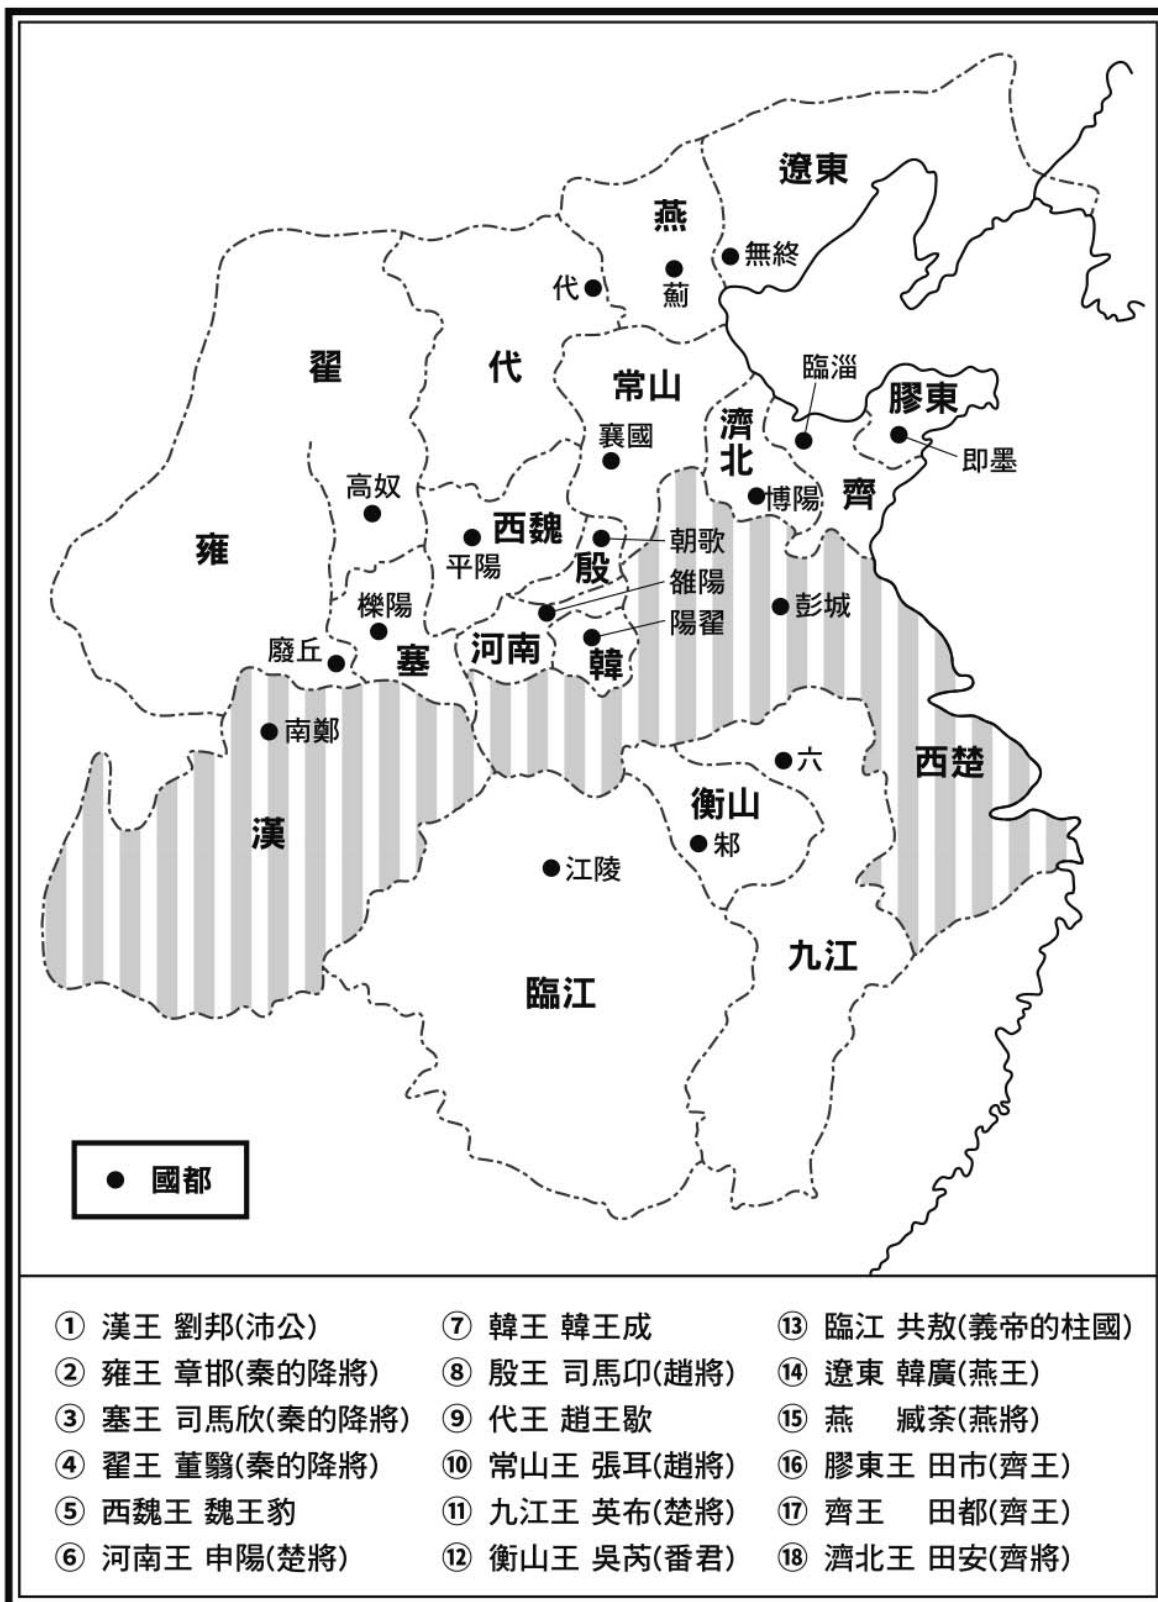 遼東
燕
無終
薊
代
翟
代
常山
臨淄
膠東
濟北
襄國
即墨
高奴
博陽
齊
雍
西魏
平陽
朝歌
殷
雒陽
櫟陽
彭城
陽翟
廢丘
塞
河南
韓
南鄭
六
西楚
衡山
漢
邾
江陵
九江
臨江
國都
① 漢王 劉邦(沛公)
② 雍王 章邯(秦的降將)
③ 塞王 司馬欣(秦的降將)
④ 翟王 董翳(秦的降將)
⑤ 西魏王 魏王豹
⑥ 河南王 申陽(楚將)
⑦ 韓王 韓王成
⑧ 殷王 司馬卬(趙將)
⑨ 代王 趙王歇
⑩ 常山王 張耳(趙將)
⑪ 九江王 英布(楚將)
⑫ 衡山王 吳芮(番君)
⑬ 臨江 共敖(義帝的柱國)
⑭ 遼東 韓廣(燕王)
⑮ 燕 臧荼(燕將)
⑯ 膠東王 田市(齊王)
⑰ 齊王 田都(齊王)
⑱ 濟北王 田安(齊將)